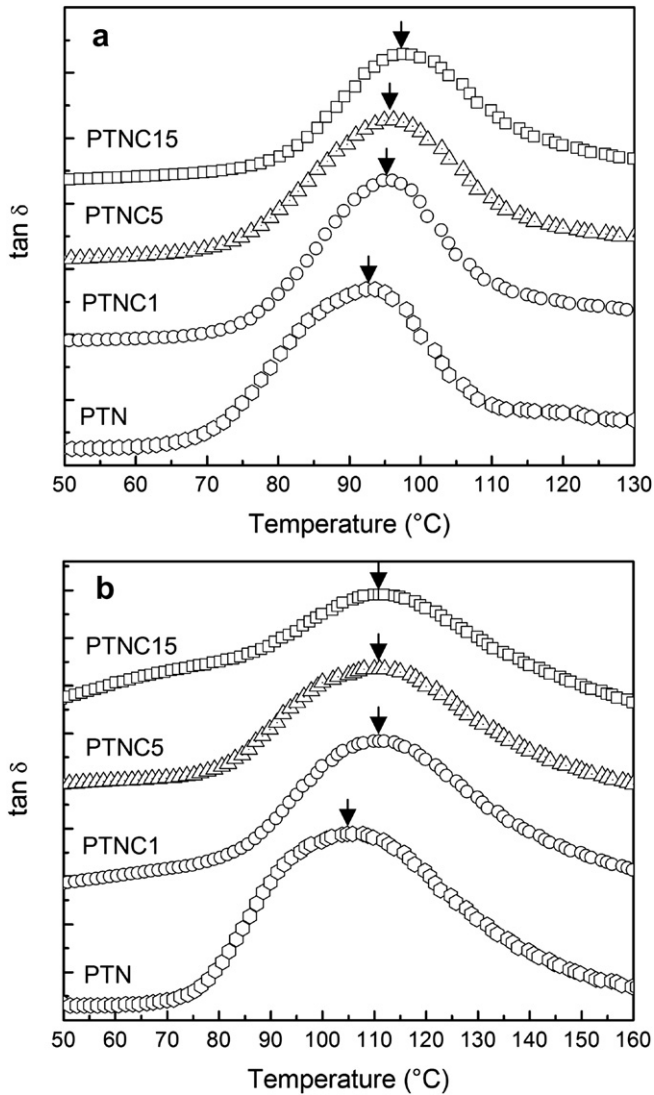 a
PTNC15
PTNC5
PTNC1
PTN
tan δ
50 60 70 80 90 100 110 120 130
Temperature (°C)
b
PTNC15
PTNC5
PTNC1
PTN
tan δ
50 60 70 80 90 100 110 120 130 140 150 160
Temperature (°C)